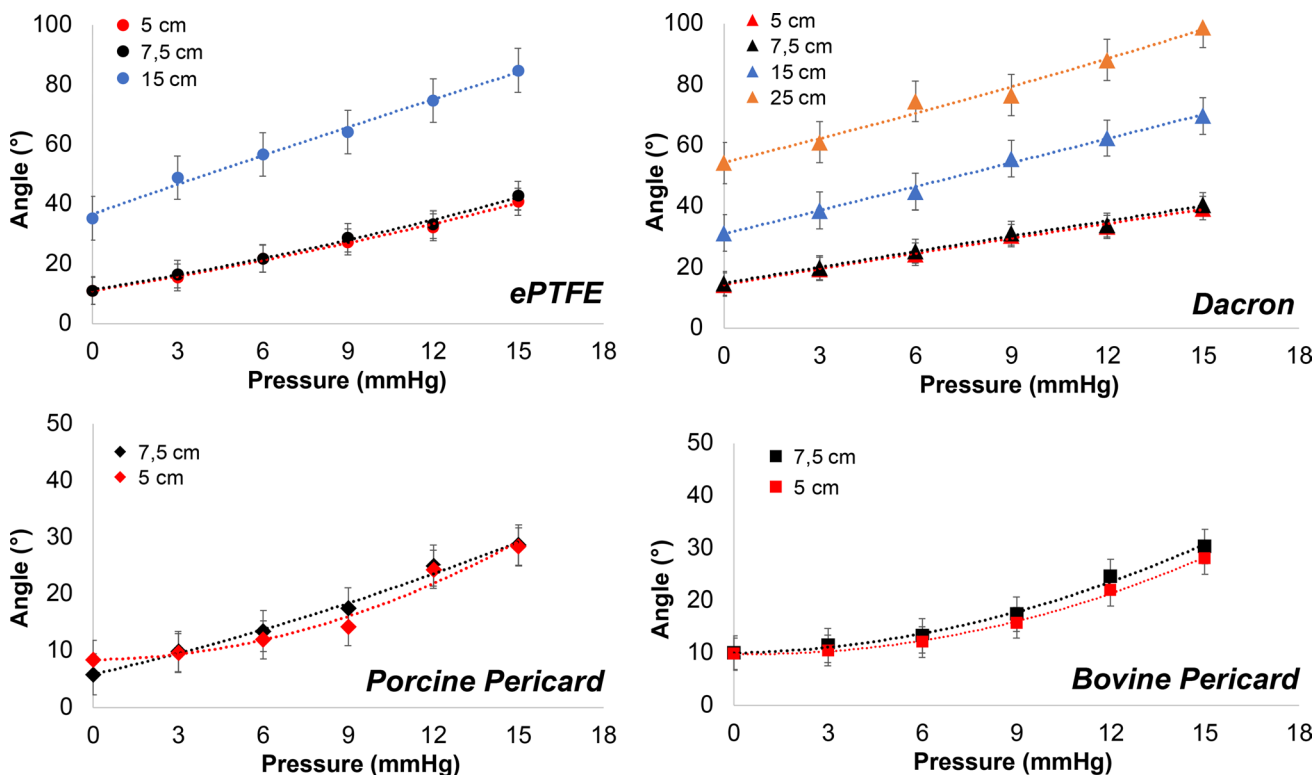 100
80
60
40
20
0
Angle (°)
5 cm
7,5 cm
15 cm
ePTFE
0 3 6 9 12 15 18
Pressure (mmHg)
100
80
60
40
20
0
Angle (°)
5 cm
7,5 cm
15 cm
25 cm
Dacron
0 3 6 9 12 15 18
Pressure (mmHg)
50
40
30
20
10
0
Angle (°)
7,5 cm
5 cm
Porcine Pericard
0 3 6 9 12 15 18
Pressure (mmHg)
50
40
30
20
10
0
Angle (°)
7,5 cm
5 cm
Bovine Pericard
0 3 6 9 12 15 18
Pressure (mmHg)